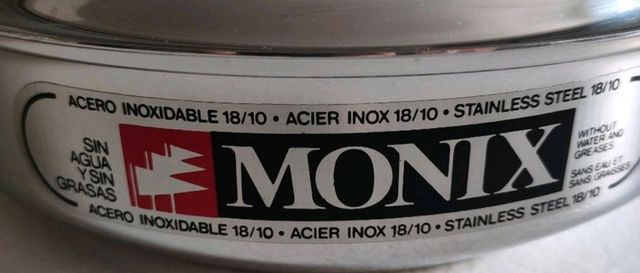 ACERO INOXIDABLE 18/10 • ACIER INOX 18/10 • STAINLESS STEEL 18/10
SIN
AGUA
Y SIN
GRASAS
MONIX
WITHOUT
WATER AND
GREASES
SANS EAU ET
SANS GRAISSES
ACERO INOXIDABLE 18/10 • ACIER INOX 18/10 • STAINLESS STEEL 18/10